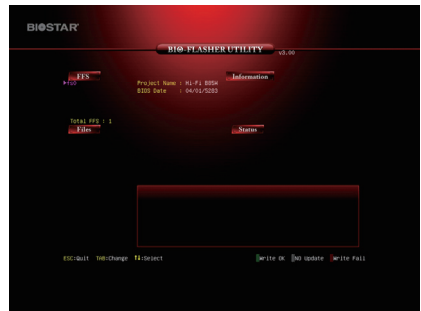 BIOSTAR
BIO-FLASHER UTILITY v3.00
FFS
Information
▶fs0
Project Name : Hi-Fi B85W
BIOS Date : 04/01/5203
Total FFS : 1
Files
Status
ESC:Quit TAB:Change ↑↓:Select
Write OK NO Update Write Fail